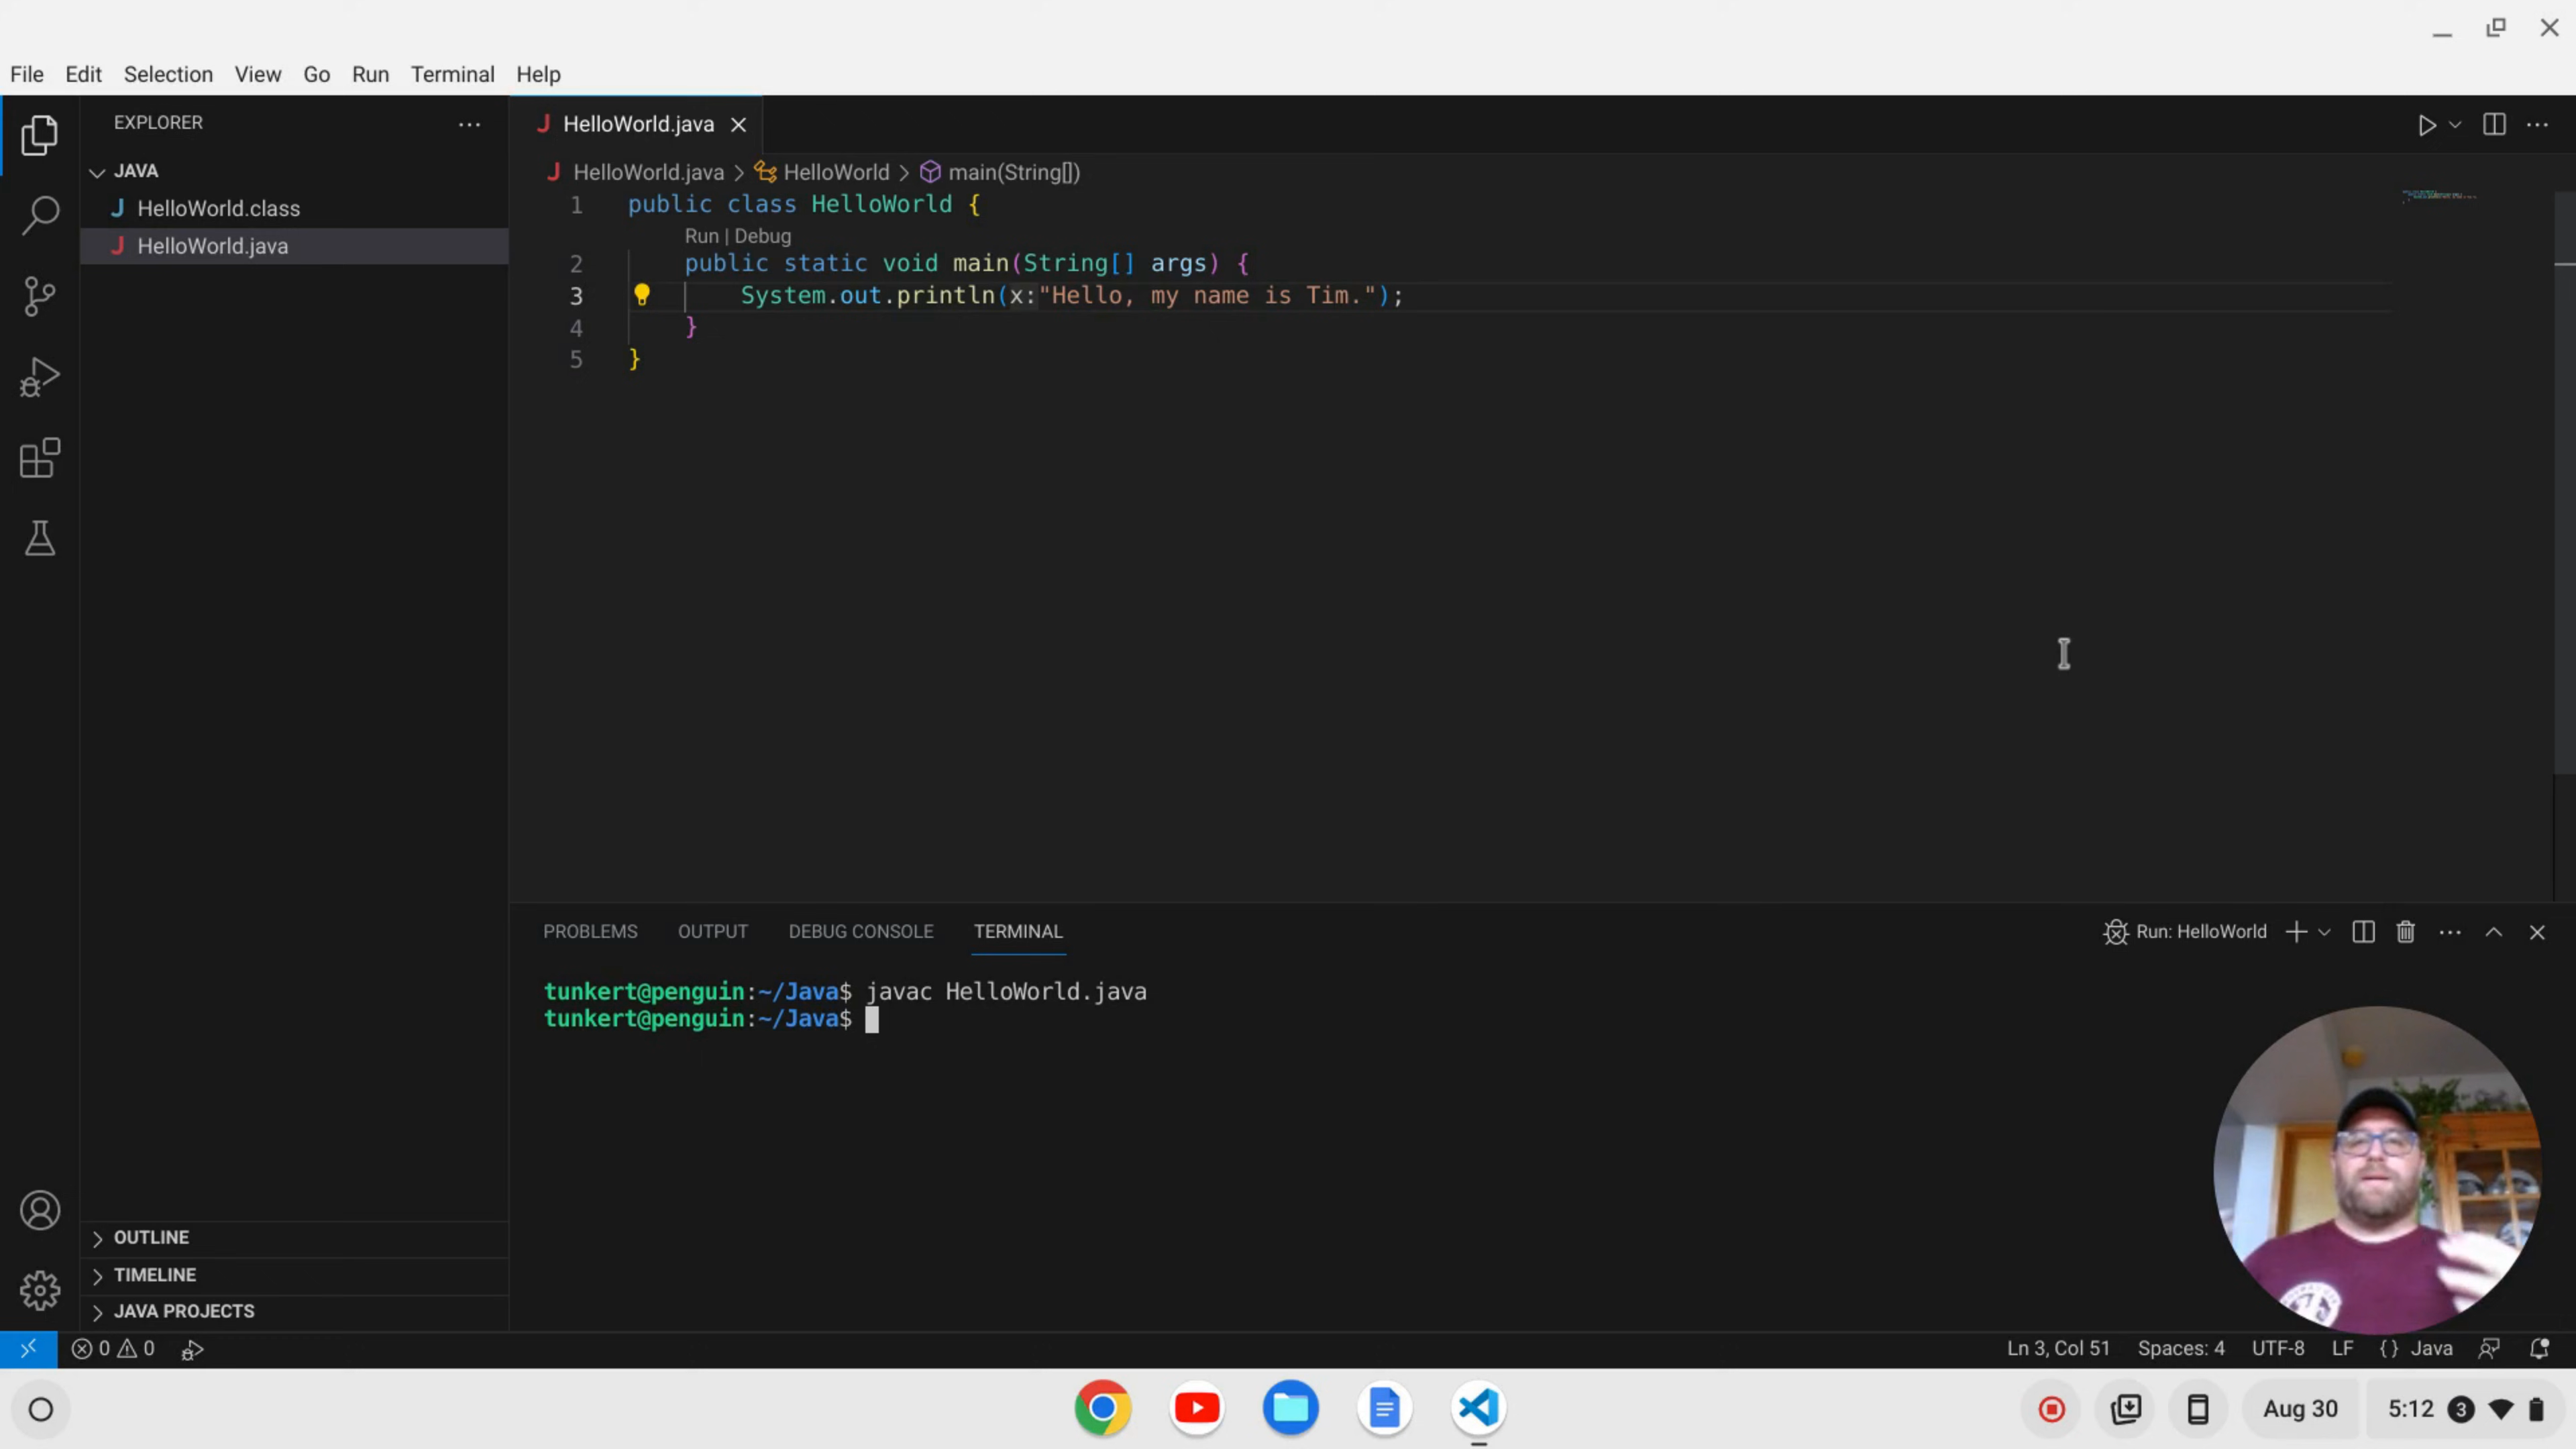 File Edit Selection View Go Run Terminal Help
EXPLORER
JAVA
J HelloWorld.class
J HelloWorld.java
OUTLINE
TIMELINE
JAVA PROJECTS
J HelloWorld.java
J HelloWorld.java > HelloWorld > main(String[])
1 public class HelloWorld {
Run | Debug
2 public static void main(String[] args) {
3 System.out.println(x:"Hello, my name is Tim.");
4 }
5 }
PROBLEMS OUTPUT DEBUG CONSOLE TERMINAL
Run: HelloWorld
tunkert@penguin:~/Java$ javac HelloWorld.java
tunkert@penguin:~/Java$
0 0
Ln 3, Col 51 Spaces: 4 UTF-8 LF {} Java
Aug 30 5:12 3